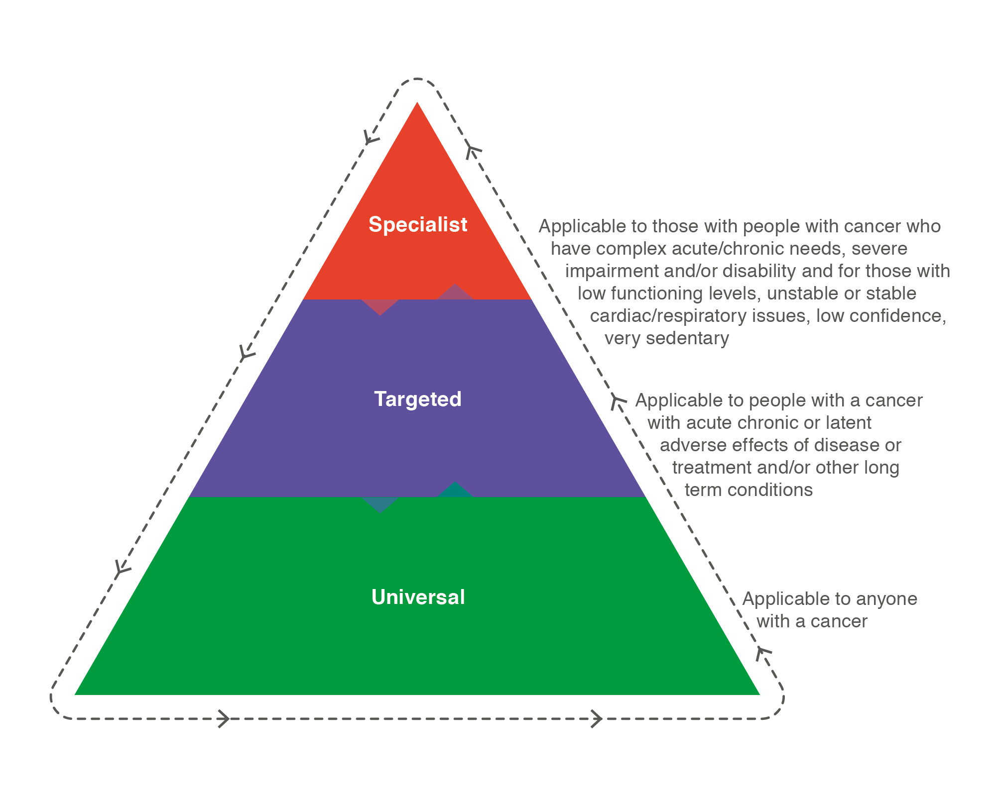 Specialist
Applicable to those with people with cancer who
have complex acute/chronic needs, severe
impairment and/or disability and for those with
low functioning levels, unstable or stable
cardiac/respiratory issues, low confidence,
very sedentary
Targeted
Applicable to people with a cancer
with acute chronic or latent
adverse effects of disease or
treatment and/or other long
term conditions
Universal
Applicable to anyone
with a cancer